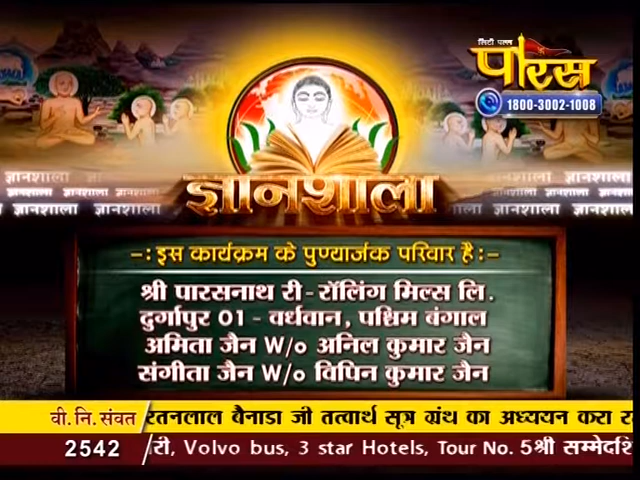 सिटी पल्स
पारस
1800-3002-1008
ज्ञानशाला
-: इस कार्यक्रम के पुण्यार्जक परिवार है :-
श्री पारसनाथ री - रॉलिंग मिल्स लि.
दुर्गापुर 01 - वर्धवान, पश्चिम बंगाल
अमिता जैन W/o अनिल कुमार जैन
संगीता जैन W/o विपिन कुमार जैन
वी.नि.संवत रतनलाल बैनाडा जी तत्वार्थ सूत्र ग्रंथ का अध्ययन करा
2542 री, Volvo bus, 3 star Hotels, Tour No. 5 श्री सम्मेदशि